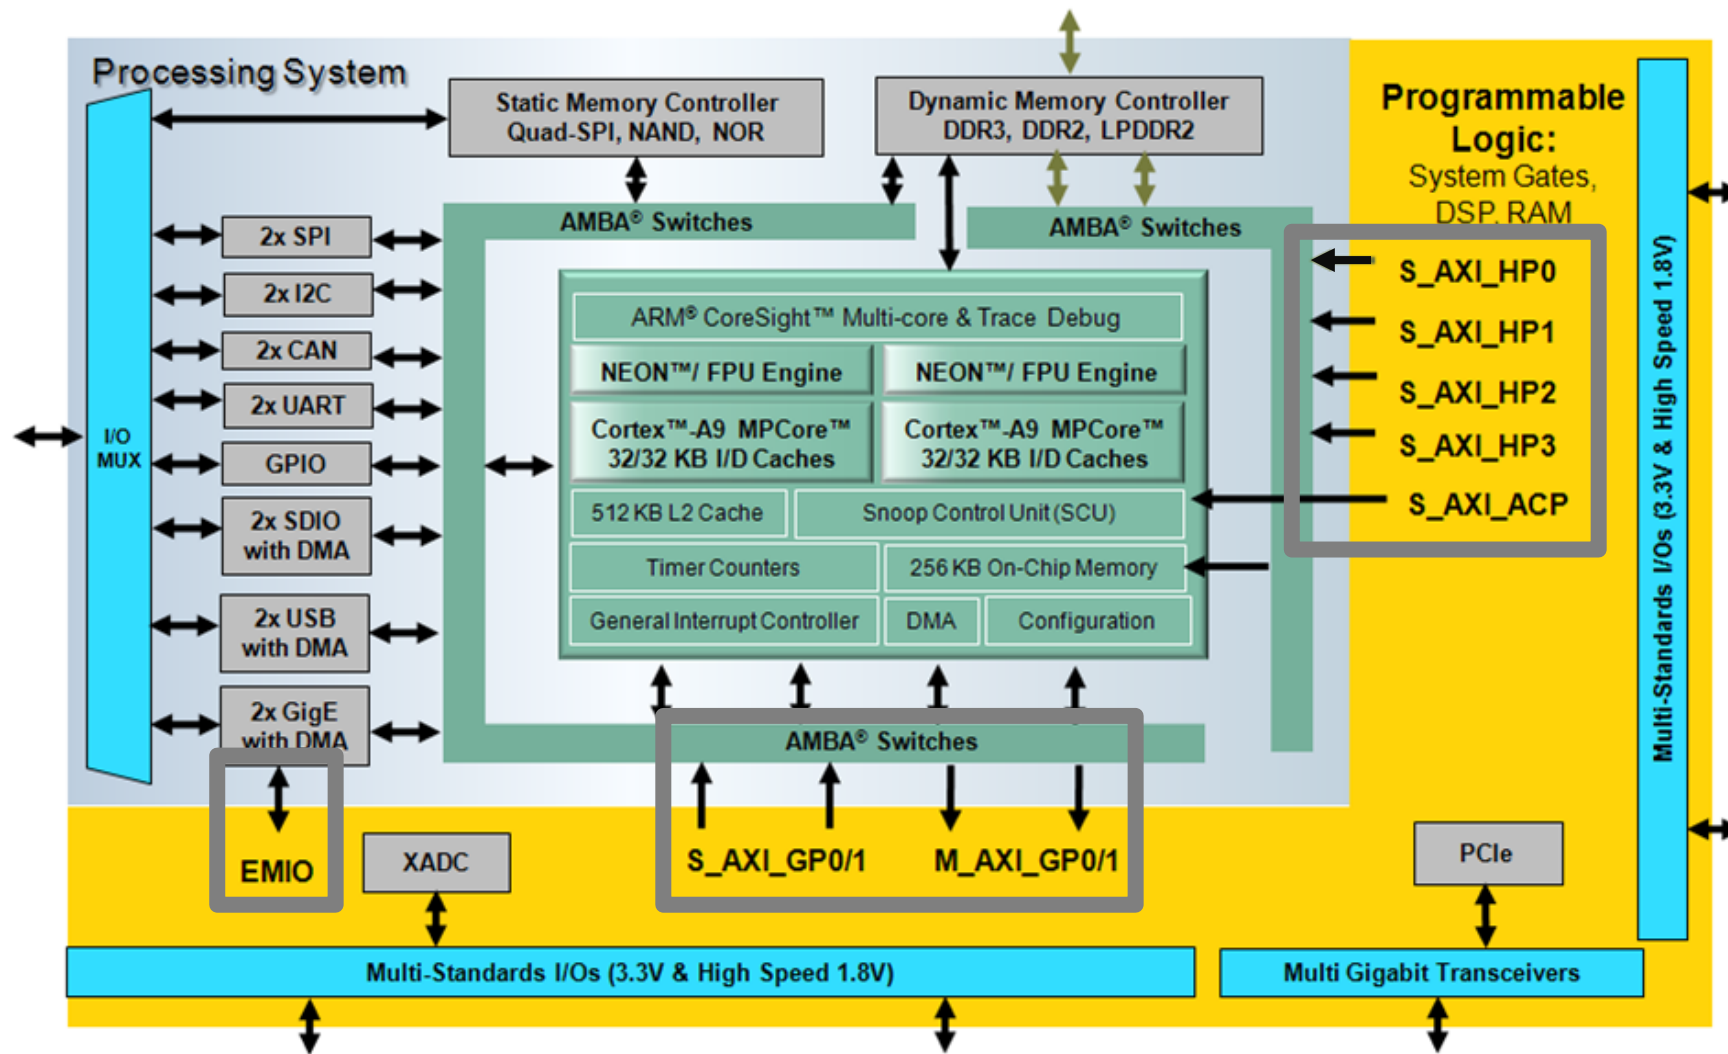 Processing System
Static Memory Controller
Quad-SPI, NAND, NOR
Dynamic Memory Controller
DDR3, DDR2, LPDDR2
Programmable
Logic:
System Gates,
DSP, RAM
AMBA® Switches
AMBA® Switches
I/O
MUX
2x SPI
2x I2C
2x CAN
2x UART
GPIO
2x SDIO
with DMA
2x USB
with DMA
2x GigE
with DMA
ARM® CoreSight™ Multi-core & Trace Debug
NEON™/ FPU Engine
NEON™/ FPU Engine
Cortex™-A9 MPCore™
32/32 KB I/D Caches
Cortex™-A9 MPCore™
32/32 KB I/D Caches
512 KB L2 Cache
Snoop Control Unit (SCU)
Timer Counters
256 KB On-Chip Memory
General Interrupt Controller
DMA
Configuration
S_AXI_HP0
S_AXI_HP1
S_AXI_HP2
S_AXI_HP3
S_AXI_ACP
Multi-Standards I/Os (3.3V & High Speed 1.8V)
AMBA® Switches
EMIO
XADC
S_AXI_GP0/1
M_AXI_GP0/1
PCIe
Multi-Standards I/Os (3.3V & High Speed 1.8V)
Multi Gigabit Transceivers